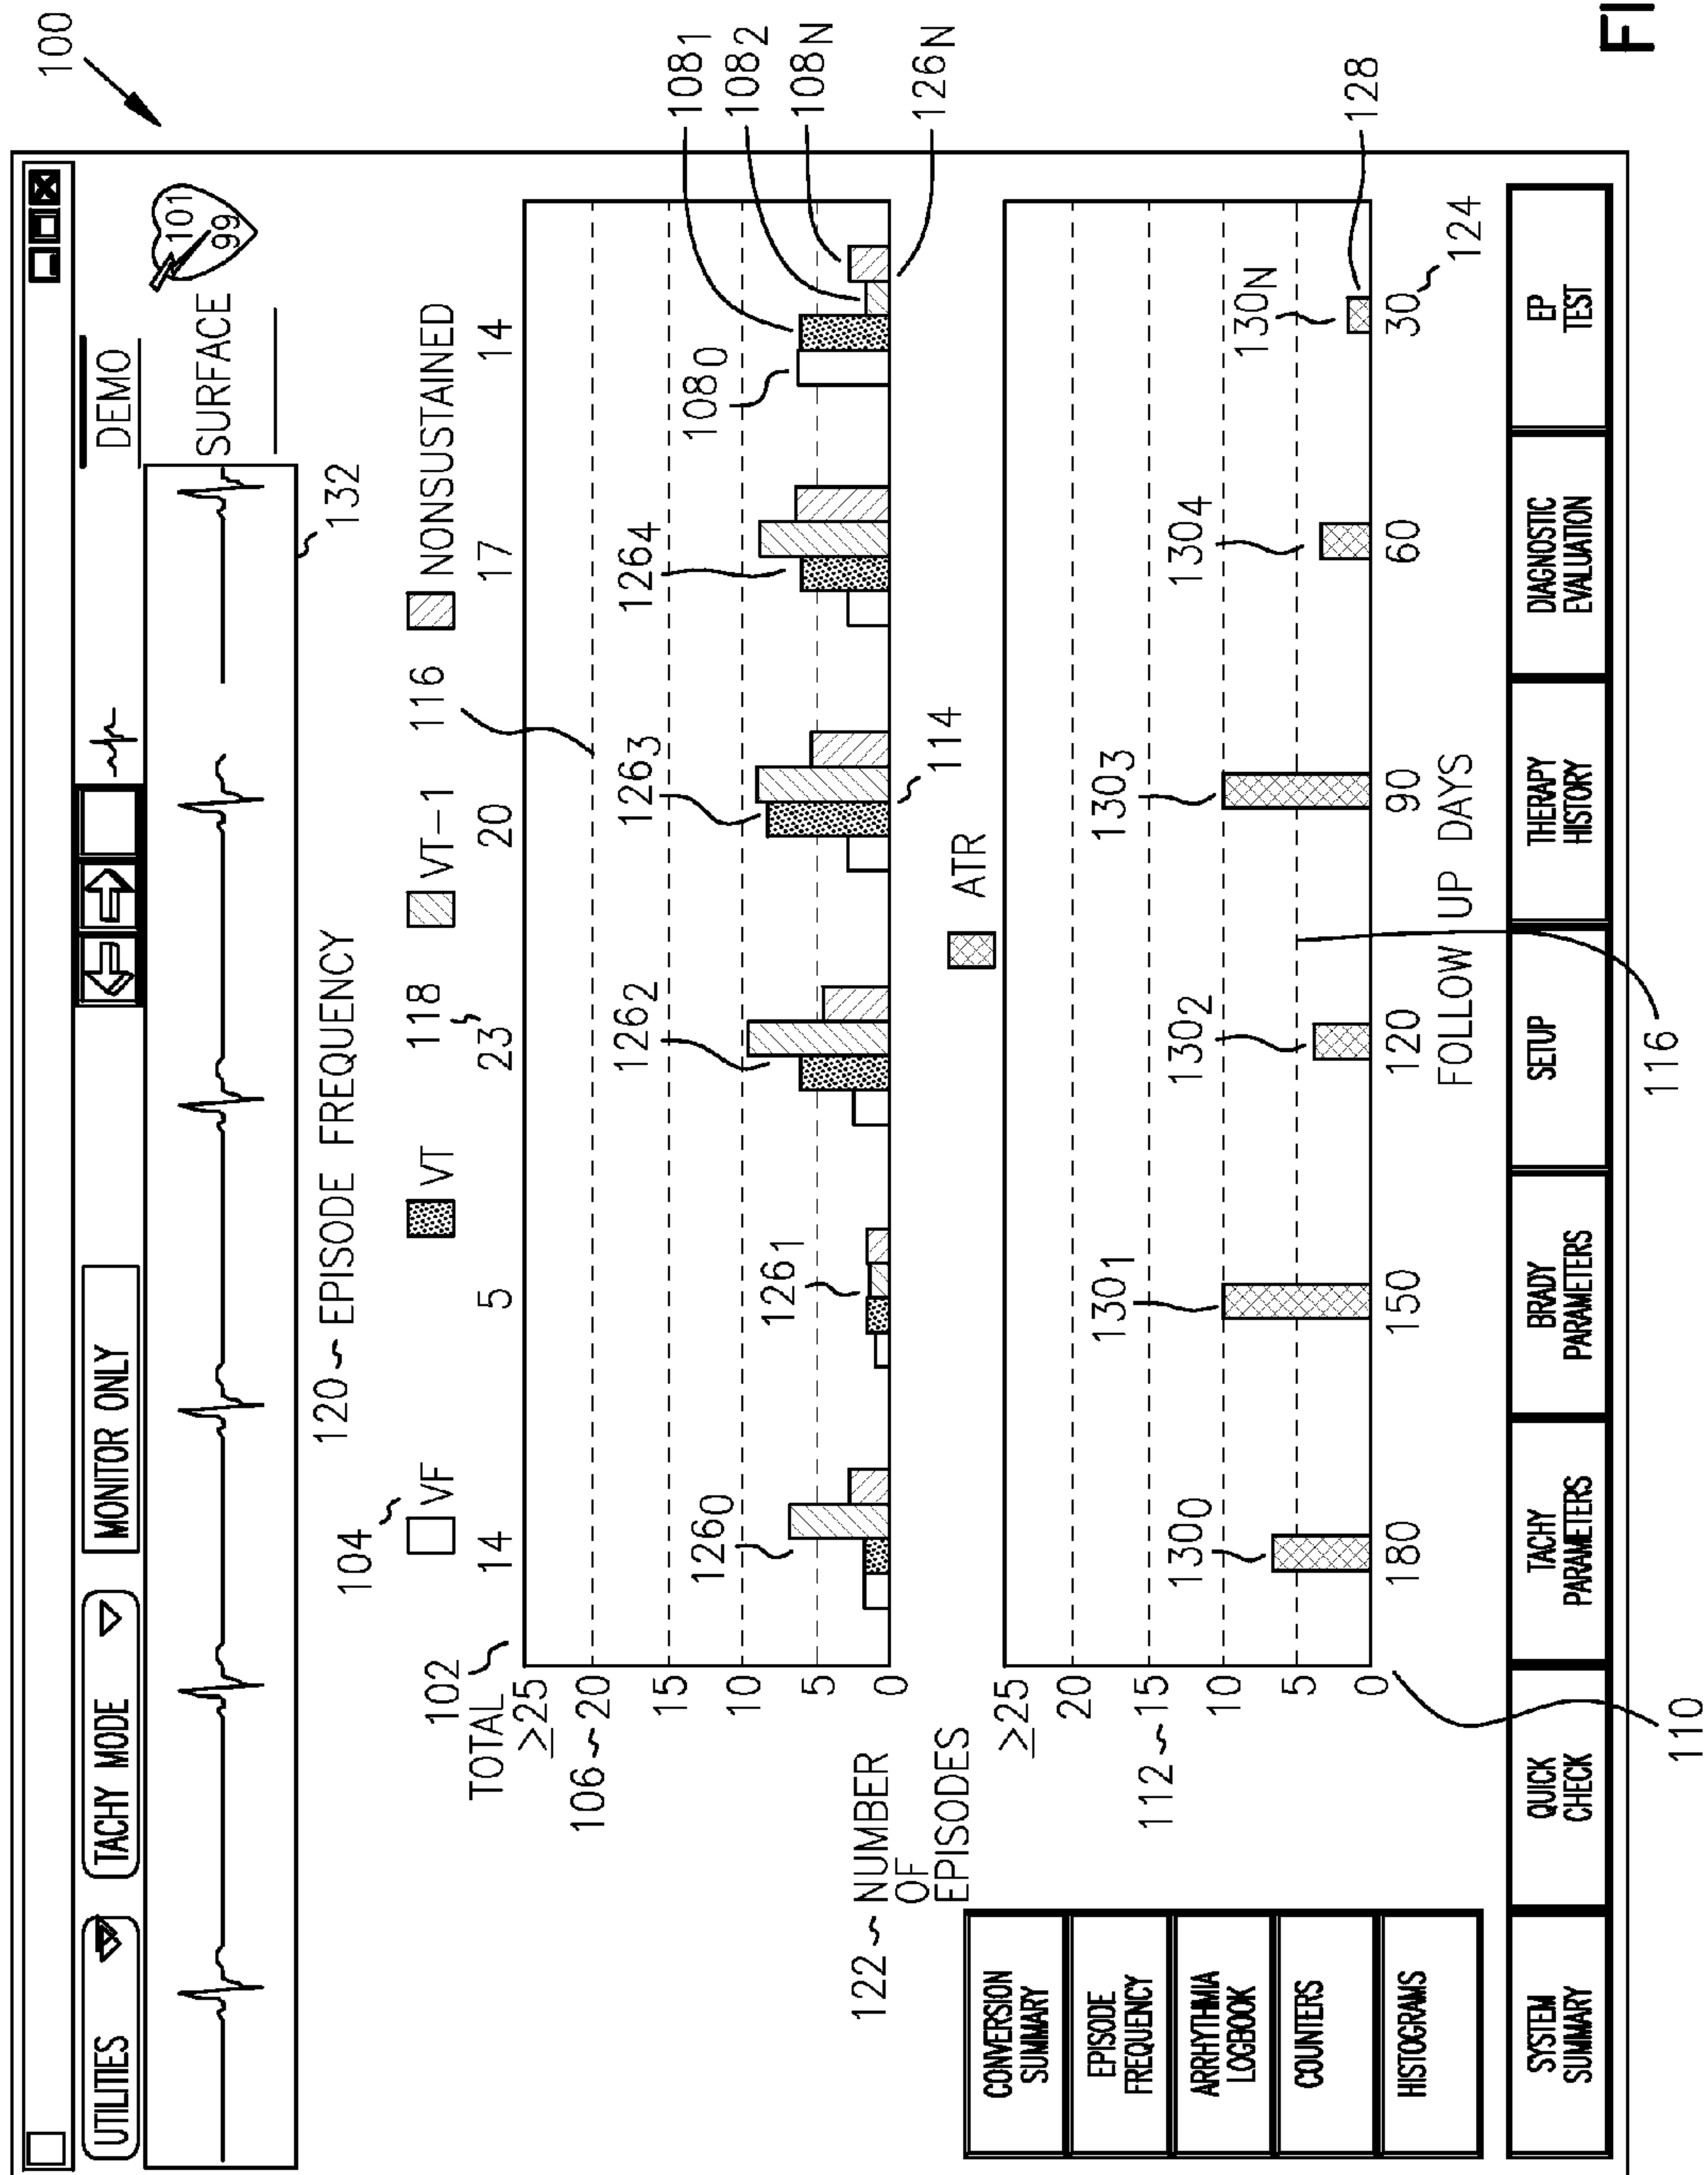 100
UTILITIES TACHY MODE MONITOR ONLY DEMO
SURFACE 101
99
132
120 EPISODE FREQUENCY
104
VF VT VT-1 NONSUSTAINED
118 116
102
TOTAL 14 5 23 20 17 14
≥25
106 20
15
10
5
0
126₀ 126₁ 126₂ 126₃ 126₄ 108₀
108₁
108₂
108N
126N
114
122 NUMBER
OF
EPISODES
ATR
≥25
20
112 15
10
5
0
130₀ 130₁ 130₂ 130₃ 130₄ 130N
128
180 150 120 90 60 30
124
FOLLOW UP DAYS
CONVERSION
SUMMARY
EPISODE
FREQUENCY
ARRHYTHMIA
LOGBOOK
COUNTERS
HISTOGRAMS
SYSTEM
SUMMARY
QUICK
CHECK
TACHY
PARAMETERS
BRADY
PARAMETERS
SETUP
THERAPY
HISTORY
DIAGNOSTIC
EVALUATION
EP
TEST
110
116